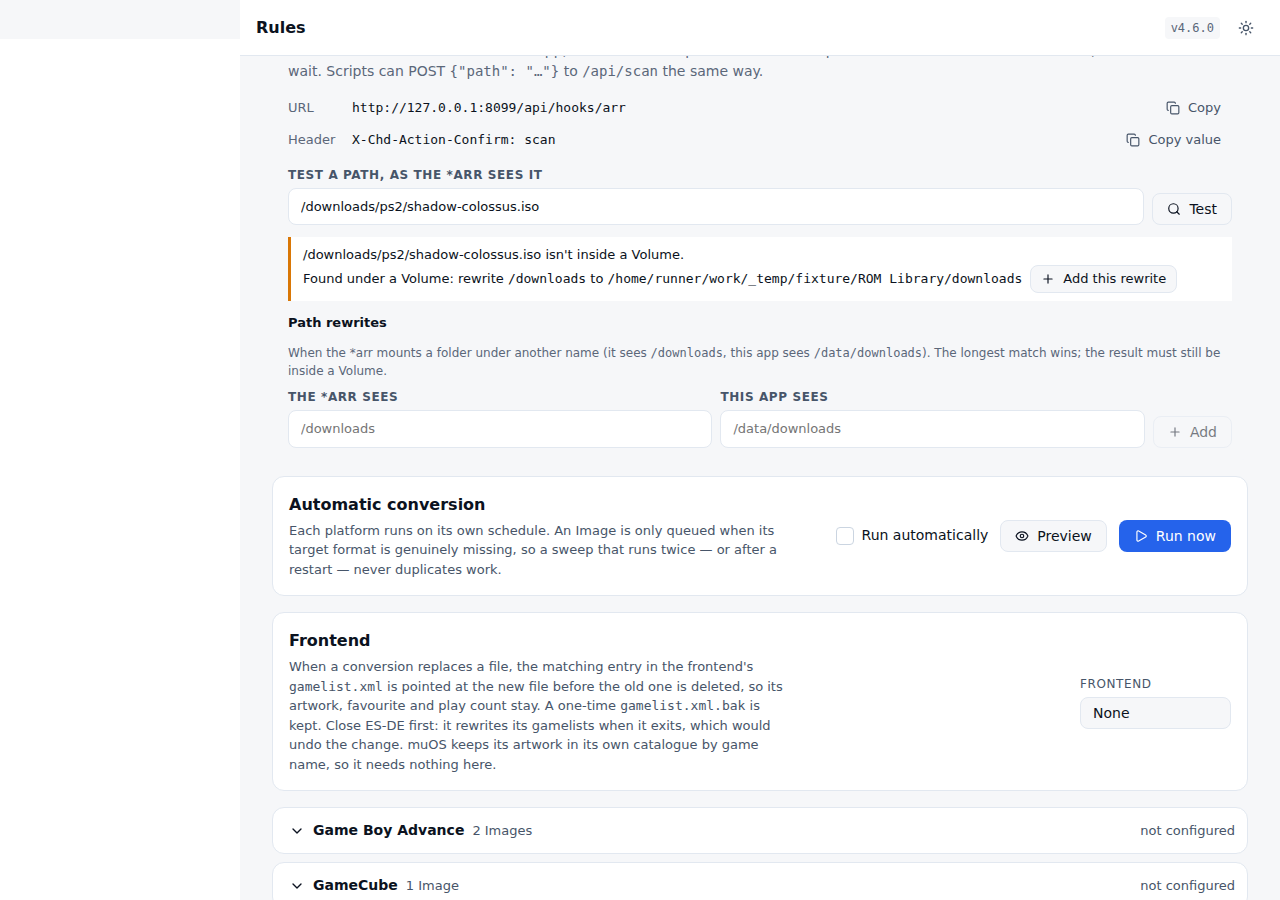 Rules
v4.6.0
wait. Scripts can POST {"path": "…"} to /api/scan the same way.
URL http://127.0.0.1:8099/api/hooks/arr Copy
Header X-Chd-Action-Confirm: scan Copy value
TEST A PATH, AS THE *ARR SEES IT
/downloads/ps2/shadow-colossus.iso Test
/downloads/ps2/shadow-colossus.iso isn't inside a Volume.
Found under a Volume: rewrite /downloads to /home/runner/work/_temp/fixture/ROM Library/downloads Add this rewrite
Path rewrites
When the *arr mounts a folder under another name (it sees /downloads, this app sees /data/downloads). The longest match wins; the result must still be
inside a Volume.
THE *ARR SEES THIS APP SEES
/downloads /data/downloads Add
Automatic conversion
Each platform runs on its own schedule. An Image is only queued when its
target format is genuinely missing, so a sweep that runs twice — or after a
restart — never duplicates work.
Run automatically Preview Run now
Frontend
When a conversion replaces a file, the matching entry in the frontend's
gamelist.xml is pointed at the new file before the old one is deleted, so its
artwork, favourite and play count stay. A one-time gamelist.xml.bak is
kept. Close ES-DE first: it rewrites its gamelists when it exits, which would
undo the change. muOS keeps its artwork in its own catalogue by game
name, so it needs nothing here.
FRONTEND
None
Game Boy Advance 2 Images not configured
GameCube 1 Image not configured